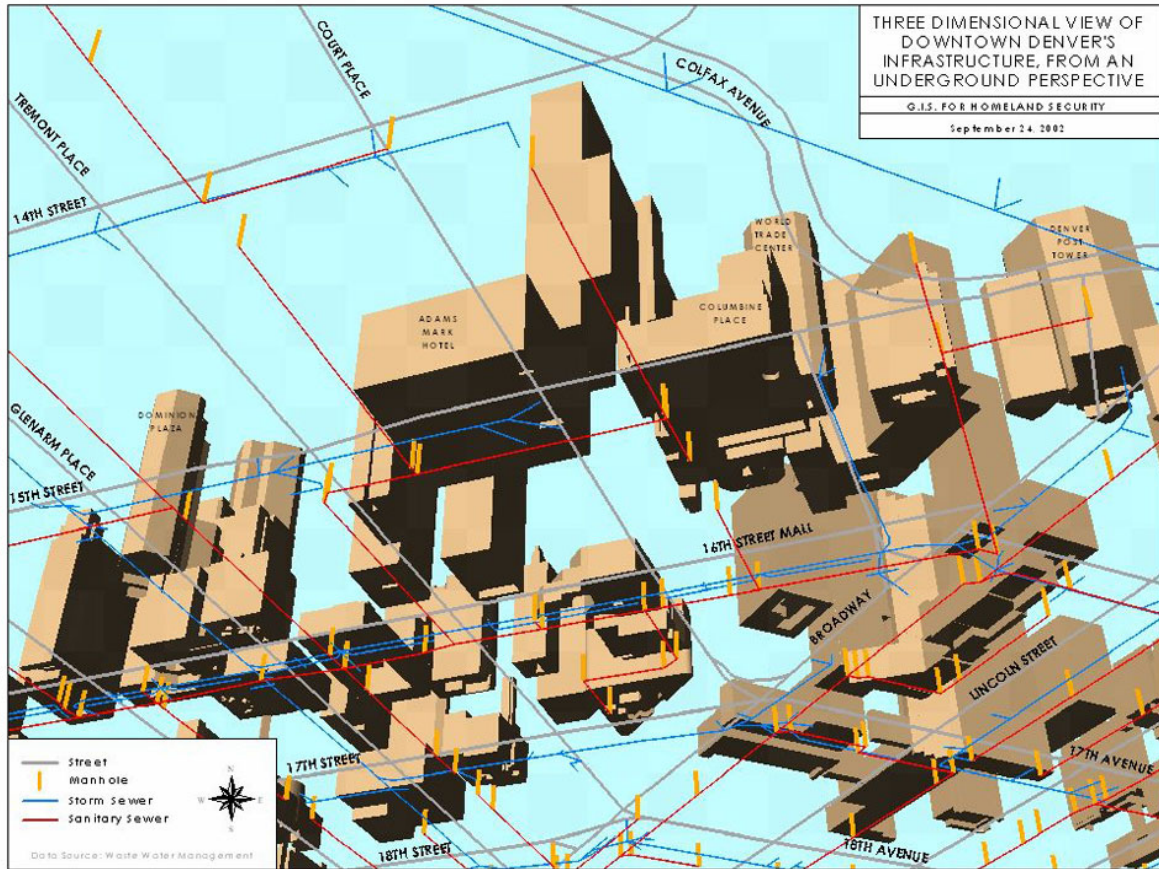 THREE DIMENSIONAL VIEW OF
DOWNTOWN DENVER'S
INFRASTRUCTURE, FROM AN
UNDERGROUND PERSPECTIVE
G.I.S. FOR HOMELAND SECURITY
September 24, 2002
COURT PLACE
COLFAX AVENUE
TREMONT PLACE
14TH STREET
WORLD
TRADE
CENTER
DENVER
POST
TOWER
ADAMS
MARK
HOTEL
COLUMBINE
PLACE
DOMINION
PLAZA
GLENARM PLACE
15TH STREET
16TH STREET MALL
BROADWAY
LINCOLN STREET
17TH STREET
17TH AVENUE
18TH STREET
18TH AVENUE
Street
Manhole
Storm Sewer
Sanitary Sewer
N
W E
S
Data Source: Waste Water Management